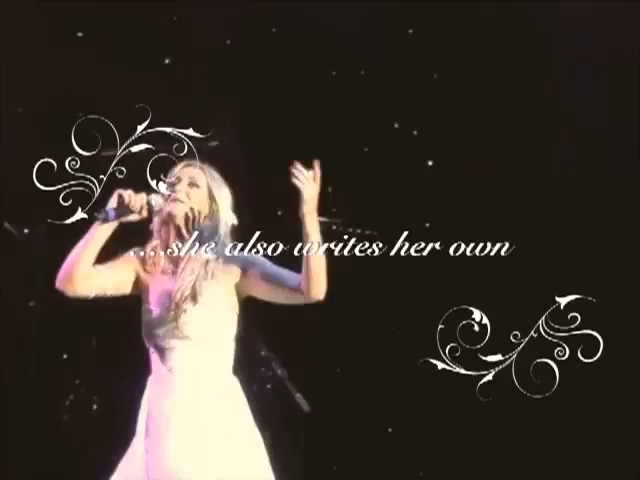 ....she also writes her own